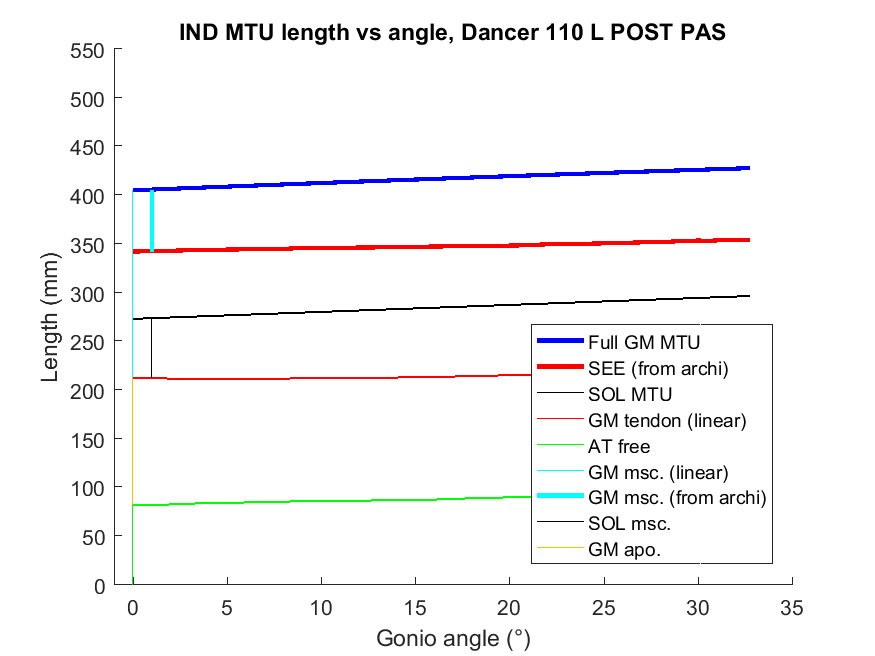 IND MTU length vs angle, Dancer 110 L POST PAS
550
500
450
400
350
300
250
200
150
100
50
0
Length (mm)
Full GM MTU
SEE (from archi)
SOL MTU
GM tendon (linear)
AT free
GM msc. (linear)
GM msc. (from archi)
SOL msc.
GM apo.
0 5 10 15 20 25 30 35
Gonio angle (°)